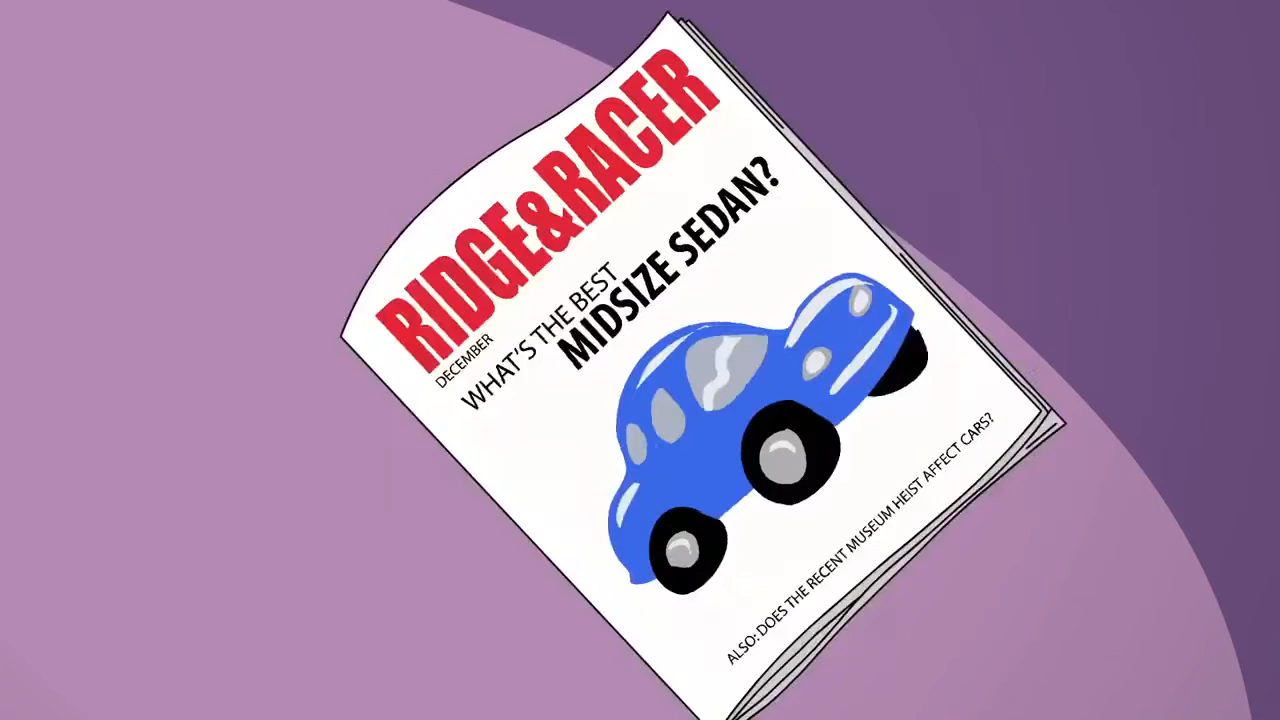 RIDGE&RACER
DECEMBER
WHAT'S THE BEST
MIDSIZE SEDAN?
ALSO: DOES THE RECENT MUSEUM HEIST AFFECT CARS?